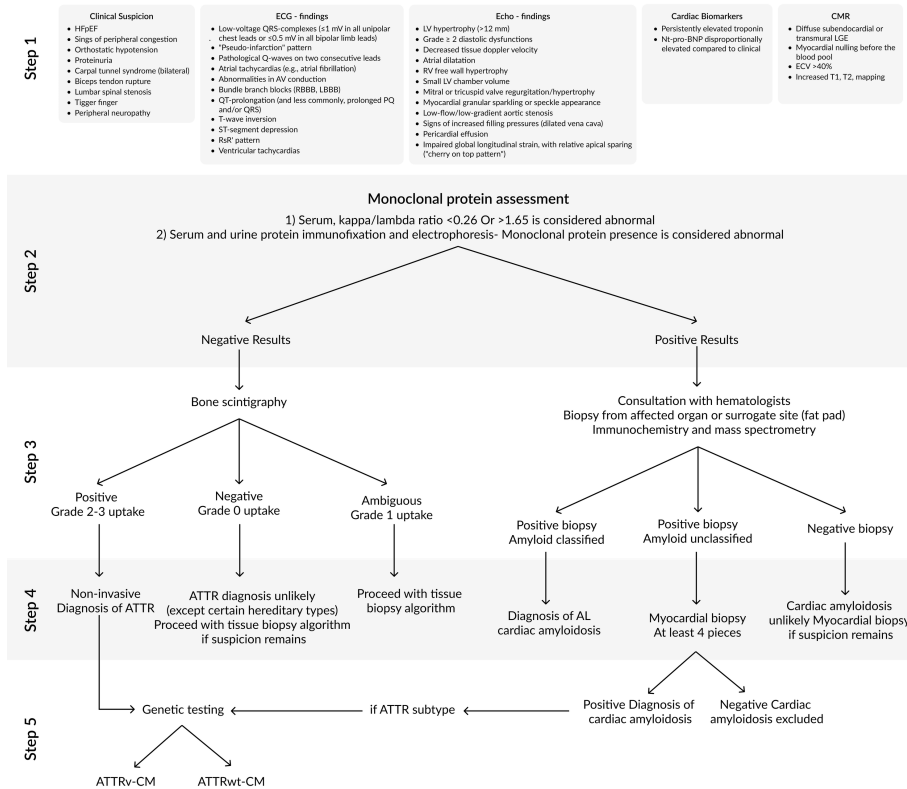 Step 1
Clinical Suspicion
• HFpEF
• Sings of peripheral congestion
• Orthostatic hypotension
• Proteinuria
• Carpal tunnel syndrome (bilateral)
• Biceps tendon rupture
• Lumbar spinal stenosis
• Tigger finger
• Peripheral neuropathy
ECG - findings
• Low-voltage QRS-complexes (≤1 mV in all unipolar
chest leads or ≤0.5 mV in all bipolar limb leads)
• "Pseudo-infarction" pattern
• Pathological Q-waves on two consecutive leads
• Atrial tachycardias (e.g., atrial fibrillation)
• Abnormalities in AV conduction
• Bundle branch blocks (RBBB, LBBB)
• QT-prolongation (and less commonly, prolonged PQ
and/or QRS)
• T-wave inversion
• ST-segment depression
• RsR' pattern
• Ventricular tachycardias
Echo - findings
• LV hypertrophy (>12 mm)
• Grade ≥ 2 diastolic dysfunctions
• Decreased tissue doppler velocity
• Atrial dilatation
• RV free wall hypertrophy
• Small LV chamber volume
• Mitral or tricuspid valve regurgitation/hypertrophy
• Myocardial granular sparkling or speckle appearance
• Low-flow/low-gradient aortic stenosis
• Signs of increased filling pressures (dilated vena cava)
• Pericardial effusion
• Impaired global longitudinal strain, with relative apical sparing
("cherry on top pattern")
Cardiac Biomarkers
• Persistently elevated troponin
• Nt-pro-BNP disproportionally
elevated compared to clinical
CMR
• Diffuse subendocardial or
transmural LGE
• Myocardial nulling before the
blood pool
• ECV >40%
• Increased T1, T2, mapping
Step 2
Monoclonal protein assessment
1) Serum, kappa/lambda ratio <0.26 Or >1.65 is considered abnormal
2) Serum and urine protein immunofixation and electrophoresis- Monoclonal protein presence is considered abnormal
Negative Results
Positive Results
Step 3
Bone scintigraphy
Consultation with hematologists
Biopsy from affected organ or surrogate site (fat pad)
Immunochemistry and mass spectrometry
Positive
Grade 2-3 uptake
Negative
Grade 0 uptake
Ambiguous
Grade 1 uptake
Positive biopsy
Amyloid classified
Positive biopsy
Amyloid unclassified
Negative biopsy
Step 4
Non-invasive
Diagnosis of ATTR
ATTR diagnosis unlikely
(except certain hereditary types)
Proceed with tissue biopsy algorithm
if suspicion remains
Proceed with tissue
biopsy algorithm
Diagnosis of AL
cardiac amyloidosis
Myocardial biopsy
At least 4 pieces
Cardiac amyloidosis
unlikely Myocardial biopsy
if suspicion remains
Step 5
Genetic testing
if ATTR subtype
Positive Diagnosis of
cardiac amyloidosis
Negative Cardiac
amyloidosis excluded
ATTRv-CM
ATTRwt-CM